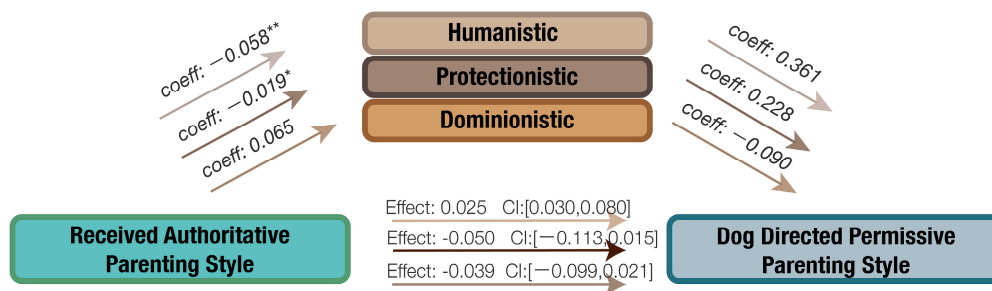 Humanistic
Protectionistic
Dominionistic
coeff: −0.058**
coeff: −0.019*
coeff: 0.065
coeff: 0.361
coeff: 0.228
coeff: −0.090
Received Authoritative
Parenting Style
Effect: 0.025 CI:[0.030,0.080]
Effect: -0.050 CI:[−0.113,0.015]
Effect: -0.039 CI:[−0.099,0.021]
Dog Directed Permissive
Parenting Style